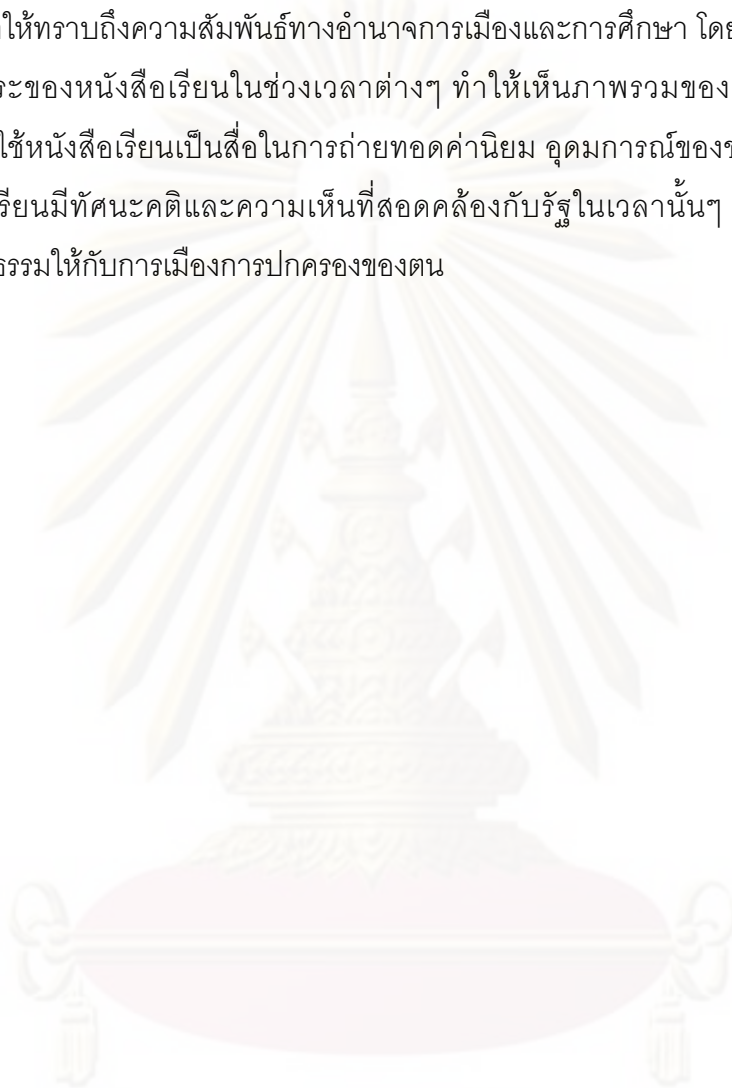 ให้ทราบถึงความสัมพันธ์ทางอำนาจการเมืองและการศึกษา โดย
ระของหนังสือเรียนในช่วงเวลาต่างๆ ทำให้เห็นภาพรวมของ
ใช้หนังสือเรียนเป็นสื่อในการถ่ายทอดค่านิยม อุดมการณ์ของช
รียนมีทัศนะคติและความเห็นที่สอดคล้องกับรัฐในเวลานั้นๆ
ธรรมให้กับการเมืองการปกครองของตน